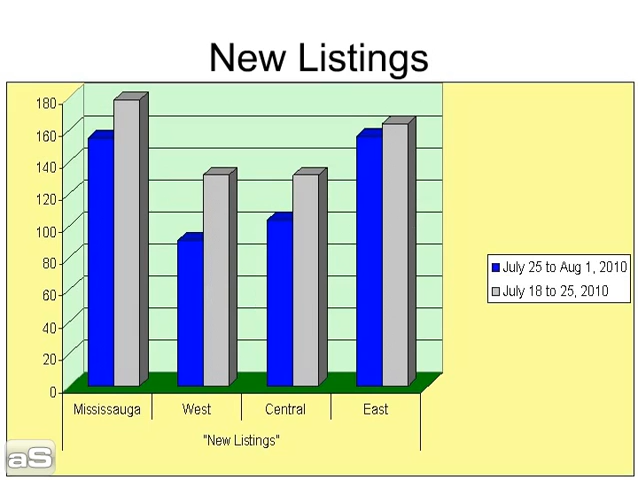 New Listings
180
160
140
120
100
80
60
40
20
0
Mississauga West Central East
"New Listings"
July 25 to Aug 1, 2010
July 18 to 25, 2010
aS